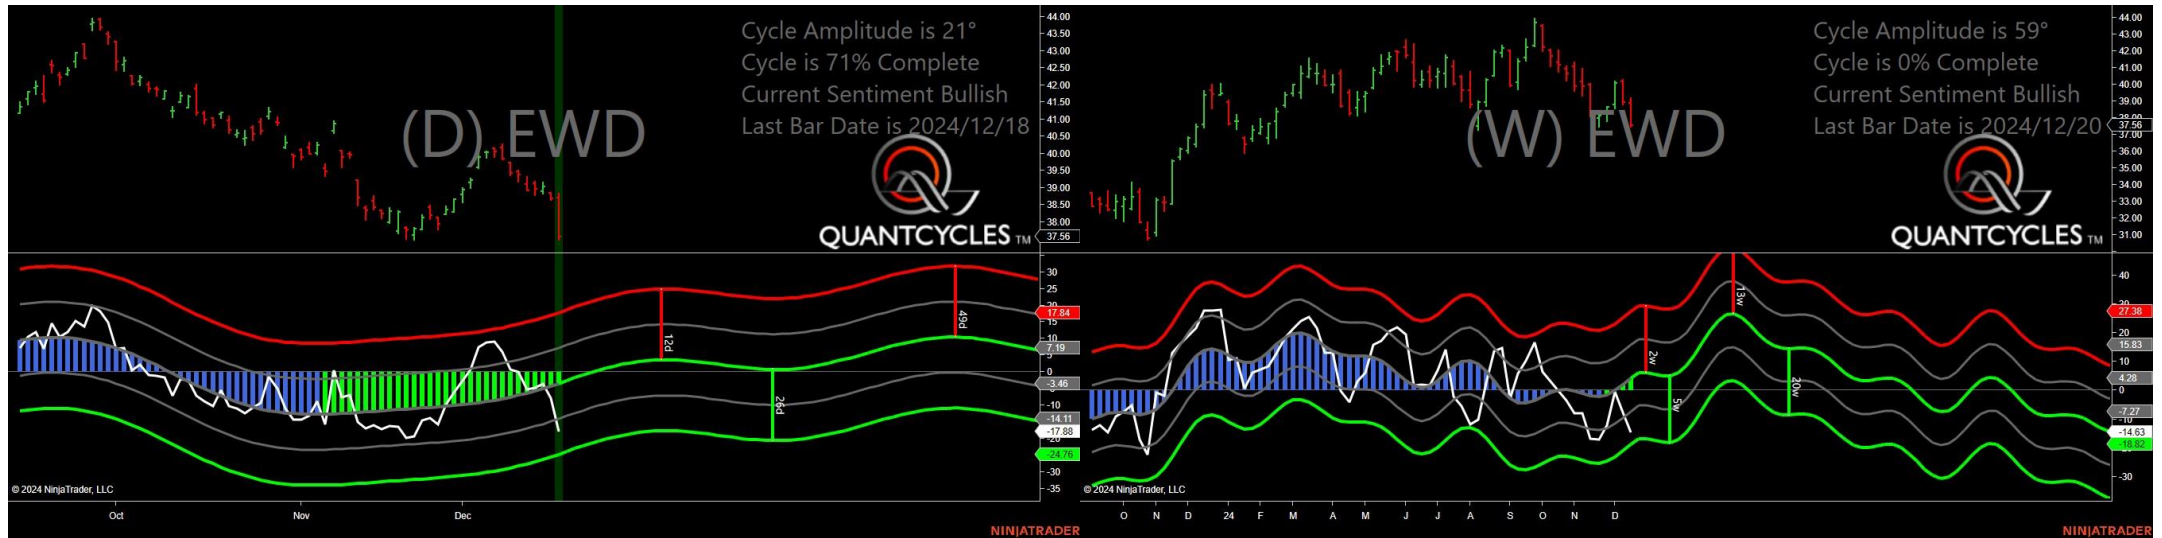 Cycle Amplitude is 21°
Cycle is 71% Complete
Current Sentiment Bullish
Last Bar Date is 2024/12/18
(D) EWD
QUANTCYCLES TM
44.00
43.50
43.00
42.50
42.00
41.50
41.00
40.50
40.00
39.50
39.00
38.50
38.00
37.56
30
25
20
17.84
15
7.19
5
0
-3.46
-10
-14.11
-17.88
-20
-24.76
-30
-35
12d
49d
26d
© 2024 NinjaTrader, LLC
Oct
Nov
Dec
NINJATRADER
Cycle Amplitude is 59°
Cycle is 0% Complete
Current Sentiment Bullish
Last Bar Date is 2024/12/20
(W) EWD
QUANTCYCLES TM
44.00
42.00
41.00
40.00
39.00
37.56
37.00
36.00
35.00
34.00
33.00
32.00
31.00
40
30
27.38
20
15.83
10
4.28
0
-7.27
-10
-14.63
-18.82
-30
13w
2w
5w
20w
© 2024 NinjaTrader, LLC
O
N
D
24
F
M
A
M
J
J
A
S
O
N
D
NINJATRADER